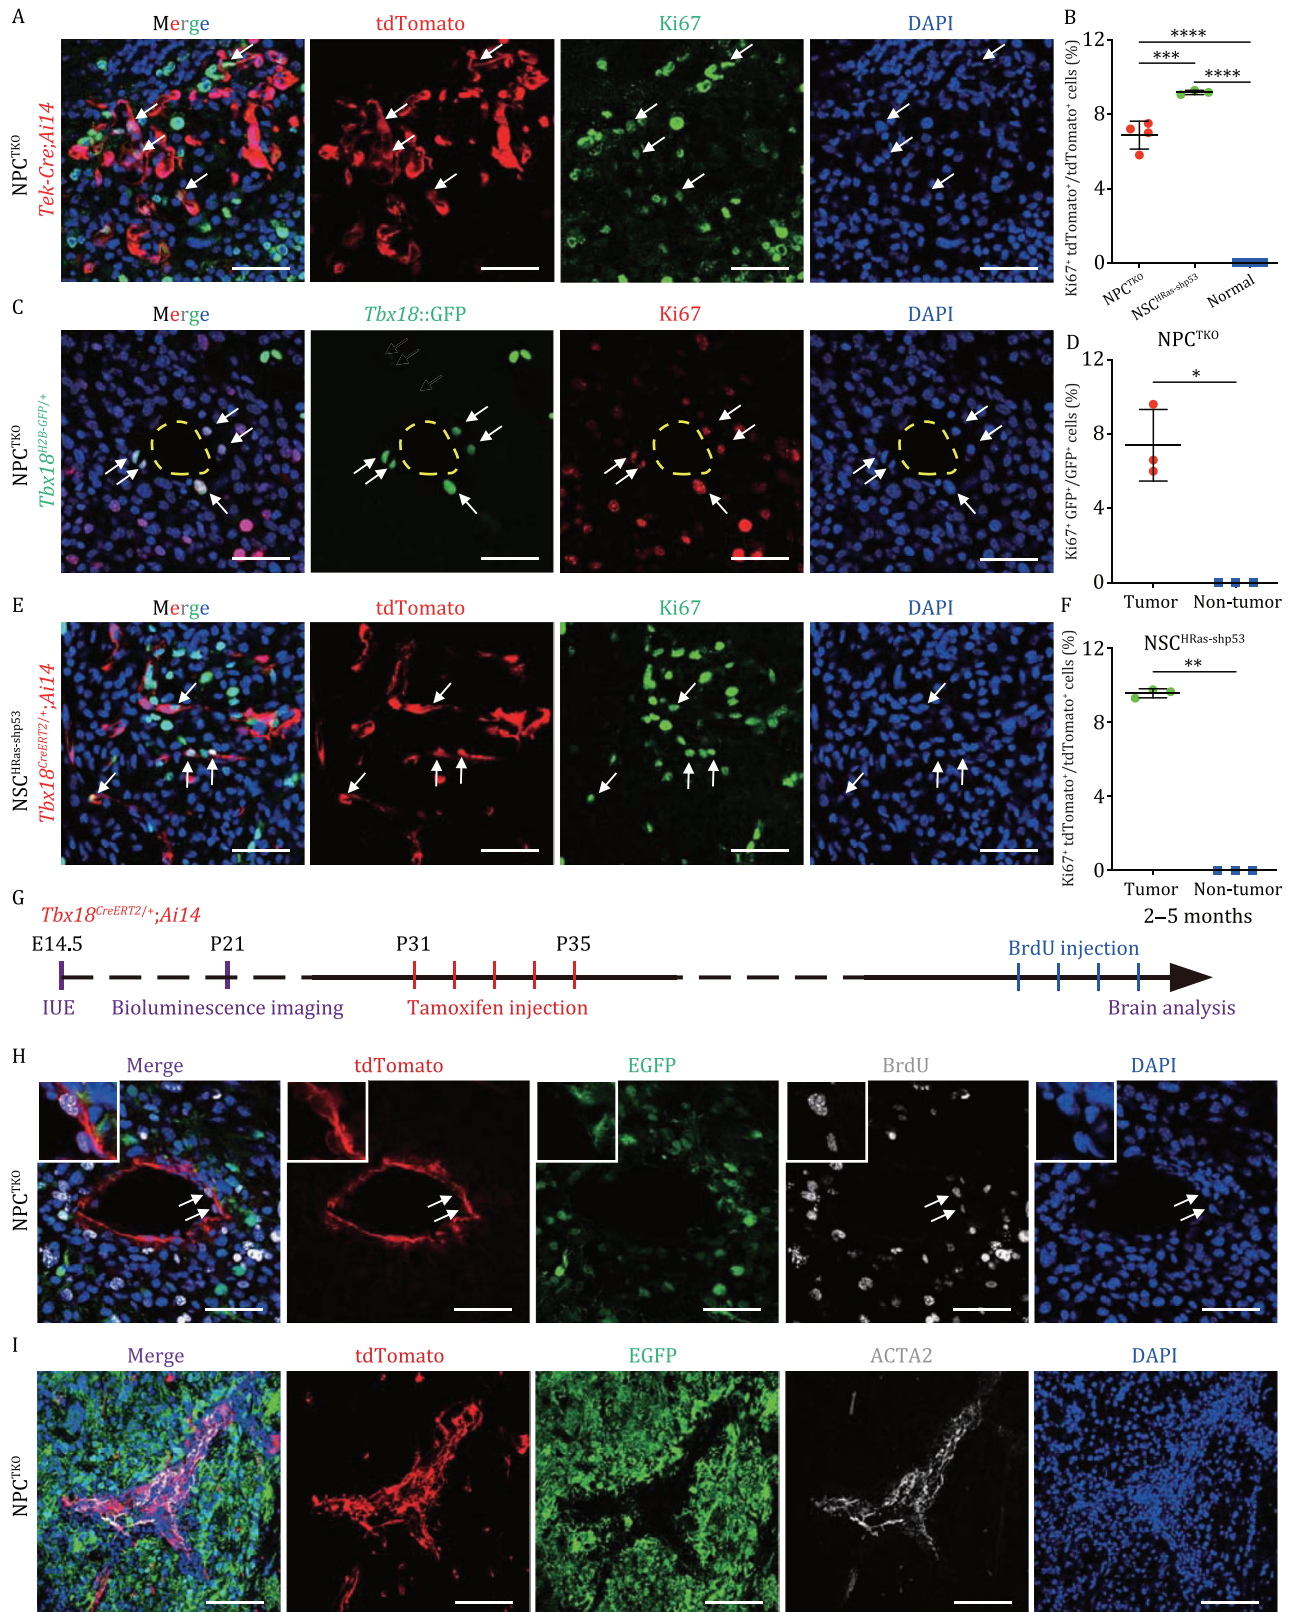 A
Merge tdTomato Ki67 DAPI
NPCTKO
Tek-Cre;Ai14
B
Ki67+ tdTomato+/tdTomato+ cells (%)
12
8
4
0
****
***
****
NPCTKO
NSCHRas-shp53
Normal
C
Merge Tbx18::GFP Ki67 DAPI
NPCTKO
Tbx18H2B-GFP/+
D
NPCTKO
Ki67+ GFP+/GFP+ cells (%)
12
8
4
0
*
Tumor Non-tumor
E
Merge tdTomato Ki67 DAPI
NSCHRas-shp53
Tbx18CreERT2/+;Ai14
F
NSCHRas-shp53
Ki67+ tdTomato+/tdTomato+ cells (%)
12
8
4
0
**
Tumor Non-tumor
G
Tbx18CreERT2/+;Ai14
2–5 months
E14.5 P21 P31 P35 BrdU injection
IUE Bioluminescence imaging Tamoxifen injection Brain analysis
H
Merge tdTomato EGFP BrdU DAPI
NPCTKO
I
Merge tdTomato EGFP ACTA2 DAPI
NPCTKO